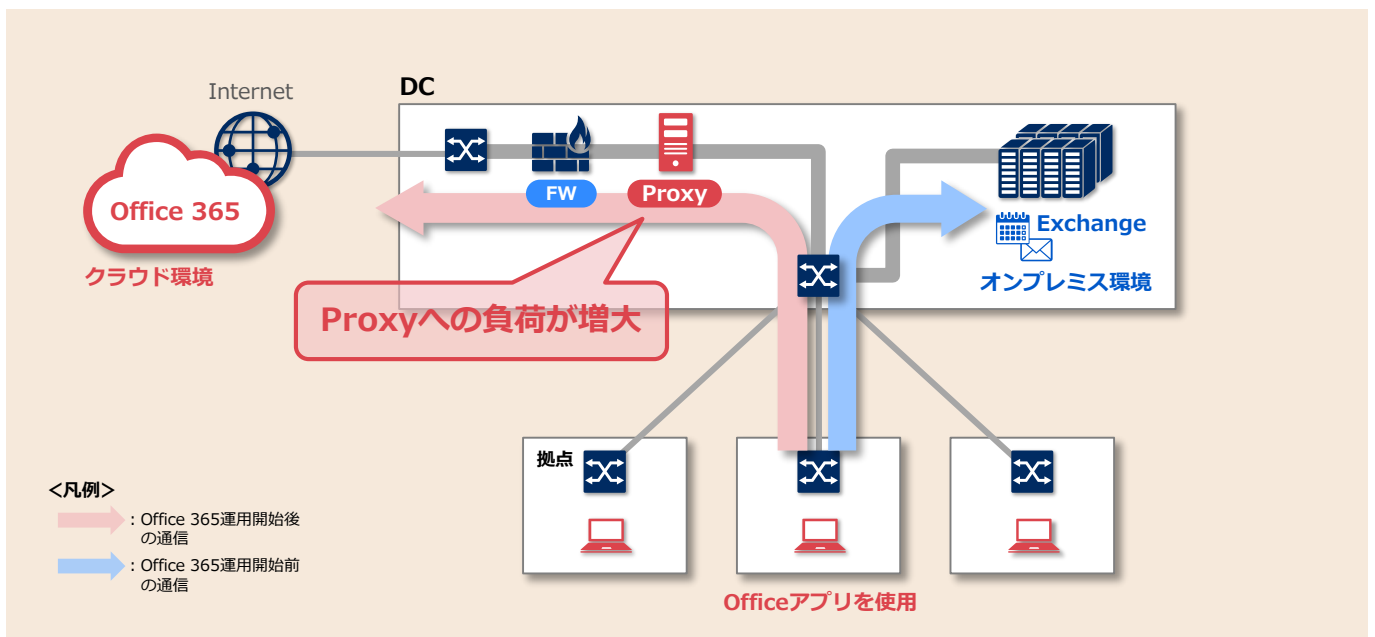 Internet
DC
FW
Proxy
Office 365
クラウド環境
Exchange
オンプレミス環境
Proxyへの負荷が増大
拠点
Officeアプリを使用
<凡例>
：Office 365運用開始後
の通信
：Office 365運用開始前
の通信